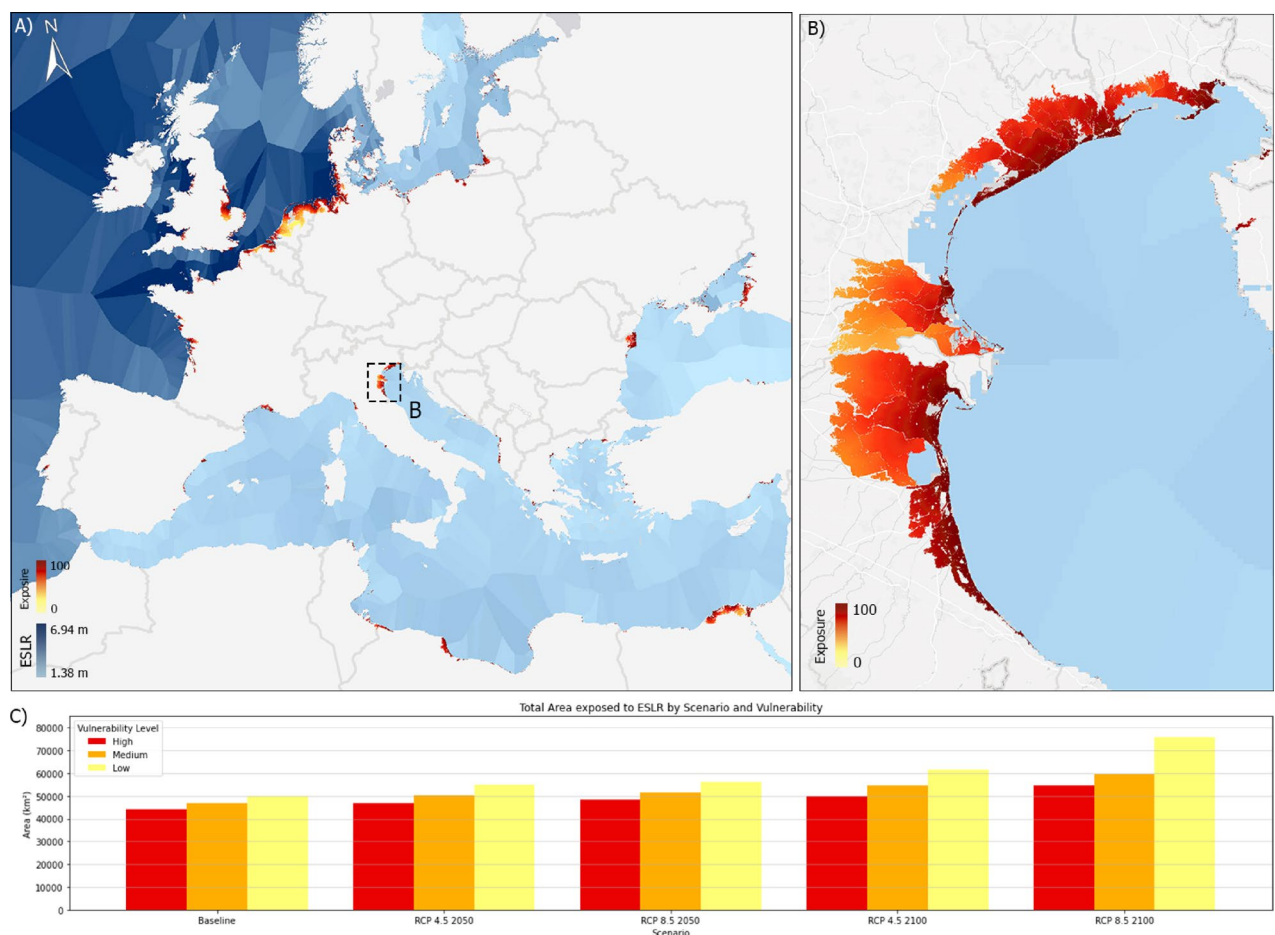 A)
N
B
Exposire
100
0
ESLR
6.94 m
1.38 m
B)
Exposure
100
0
C)
Total Area exposed to ESLR by Scenario and Vulnerability
Vulnerability Level
High
Medium
Low
Area (km²)
80000
70000
60000
50000
40000
30000
20000
10000
0
Baseline
RCP 4.5 2050
RCP 8.5 2050
RCP 4.5 2100
RCP 8.5 2100
Scenario